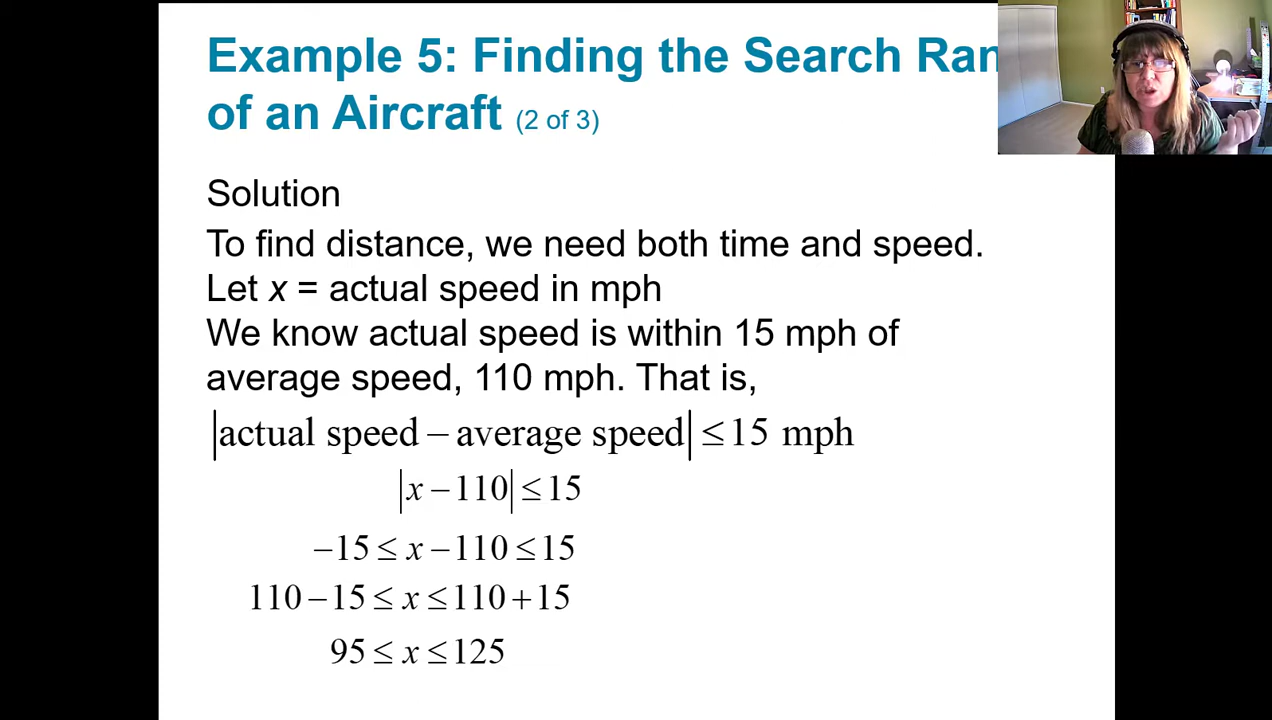 Example 5: Finding the Search Ran
of an Aircraft (2 of 3)
Solution
To find distance, we need both time and speed.
Let x = actual speed in mph
We know actual speed is within 15 mph of
average speed, 110 mph. That is,
|actual speed − average speed| ≤ 15 mph
|x − 110| ≤ 15
−15 ≤ x − 110 ≤ 15
110 − 15 ≤ x ≤ 110 + 15
95 ≤ x ≤ 125